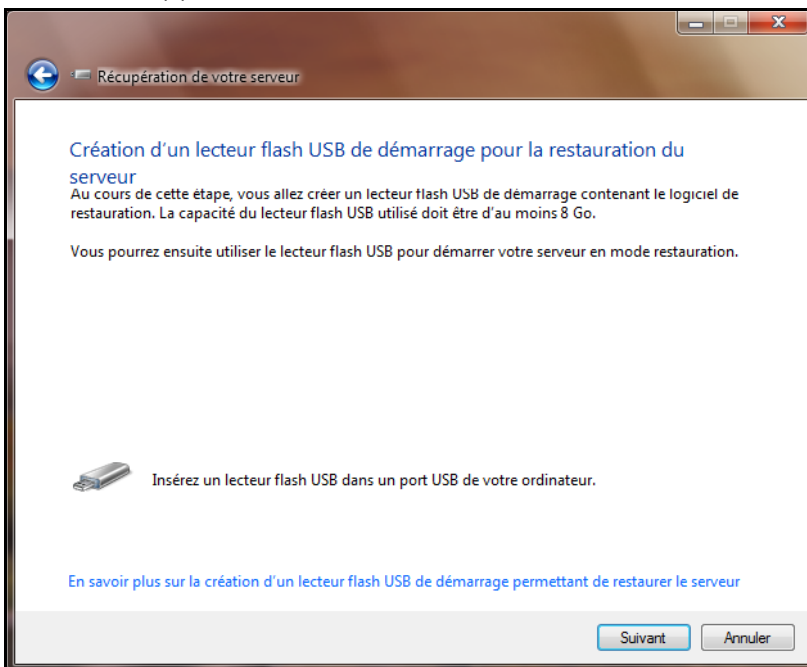 Récupération de votre serveur
Création d'un lecteur flash USB de démarrage pour la restauration du
serveur
Au cours de cette étape, vous allez créer un lecteur flash USB de démarrage contenant le logiciel de
restauration. La capacité du lecteur flash USB utilisé doit être d'au moins 8 Go.
Vous pourrez ensuite utiliser le lecteur flash USB pour démarrer votre serveur en mode restauration.
Insérez un lecteur flash USB dans un port USB de votre ordinateur.
En savoir plus sur la création d'un lecteur flash USB de démarrage permettant de restaurer le serveur
Suivant Annuler